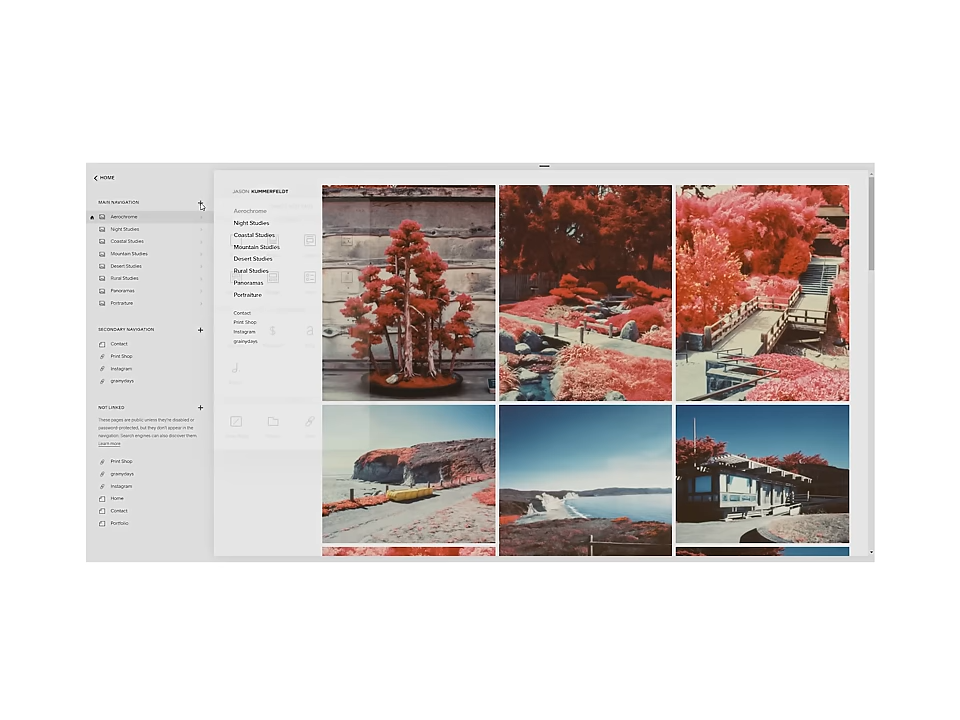 HOME
MAIN NAVIGATION
Aerochrome
Night Studies
Coastal Studies
Mountain Studies
Desert Studies
Rural Studies
Panoramas
Portraiture
SECONDARY NAVIGATION
Contact
Print Shop
Instagram
grainydays
NOT LINKED
These pages are public unless they're disabled or
password-protected, but they don't appear in the
navigation. Search engines can also discover them.
Learn more
Print Shop
grainydays
Instagram
Home
Contact
Portfolio
JASON KUMMERFELDT
Aerochrome
Night Studies
Coastal Studies
Mountain Studies
Desert Studies
Rural Studies
Panoramas
Portraiture
Contact
Print Shop
Instagram
grainydays